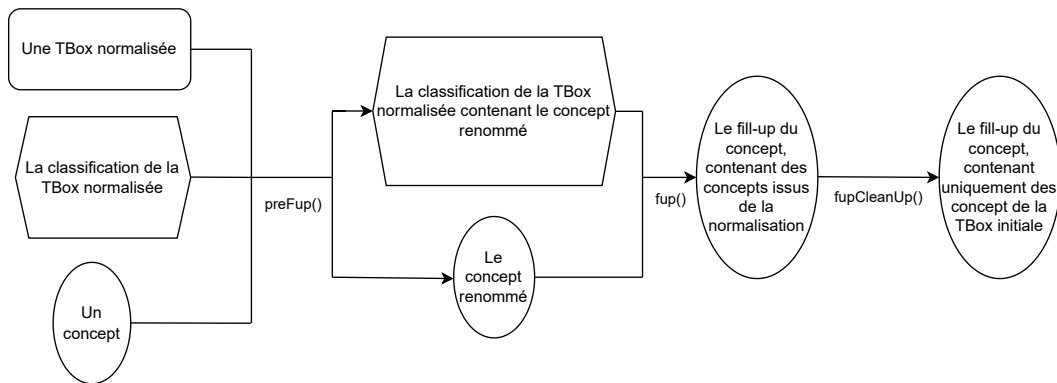 Une TBox normalisée
La classification de la
TBox normalisée
Un
concept
preFup()
La classification de la TBox
normalisée contenant le concept
renommé
Le
concept
renommé
fup()
Le fill-up du
concept,
contenant des
concepts issus
de la
normalisation
fupCleanUp()
Le fill-up du
concept,
contenant
uniquement des
concept de la
TBox initiale